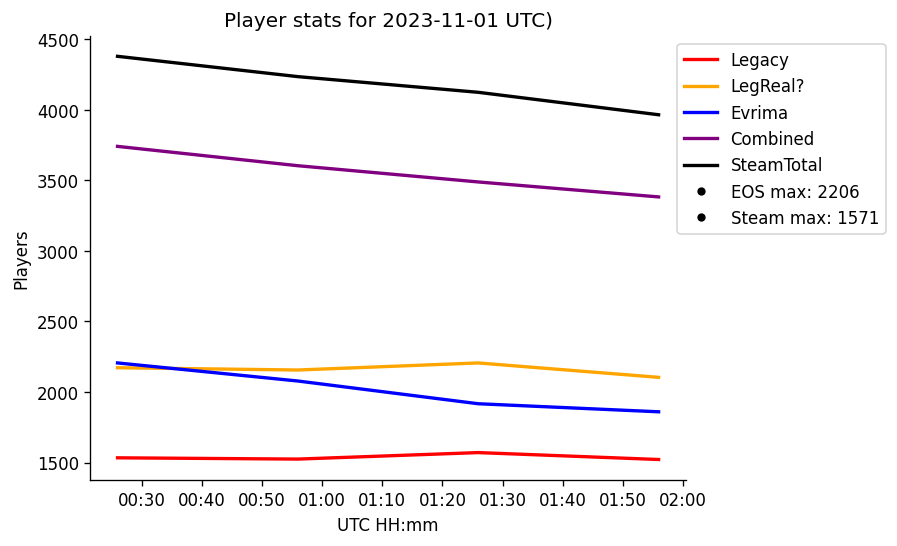 Player stats for 2023-11-01 UTC)
4500
4000
3500
3000
2500
2000
1500
Players
00:30 00:40 00:50 01:00 01:10 01:20 01:30 01:40 01:50 02:00
UTC HH:mm
Legacy
LegReal?
Evrima
Combined
SteamTotal
EOS max: 2206
Steam max: 1571